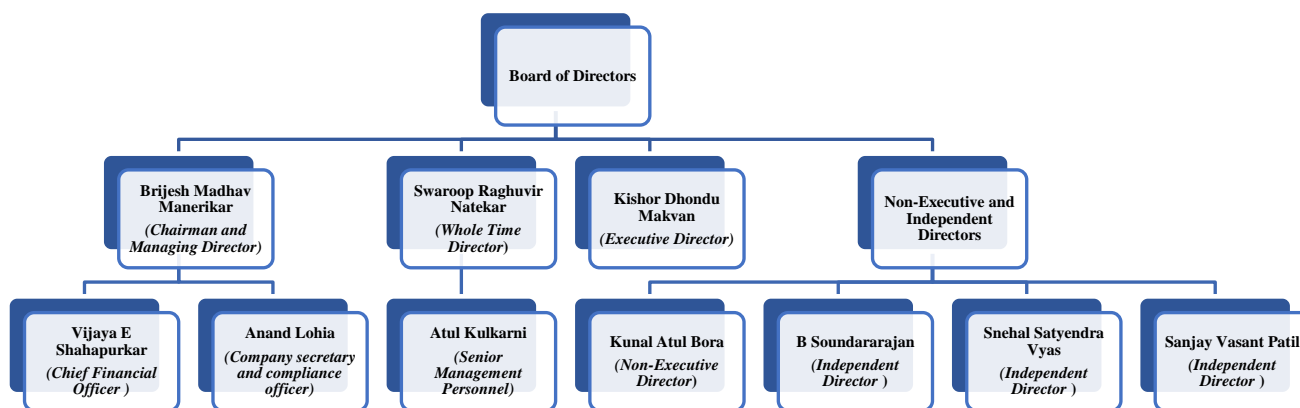 Board of Directors
Brijesh Madhav
Manerikar
(Chairman and
Managing Director)
Swaroop Raghuvir
Natekar
(Whole Time
Director)
Kishor Dhondu
Makvan
(Executive Director)
Non-Executive and
Independent
Directors
Vijaya E
Shahapurkar
(Chief Financial
Officer )
Anand Lohia
(Company secretary
and compliance
officer)
Atul Kulkarni
(Senior
Management
Personnel)
Kunal Atul Bora
(Non-Executive
Director)
B Soundararajan
(Independent
Director )
Snehal Satyendra
Vyas
(Independent
Director )
Sanjay Vasant Patil
(Independent
Director )